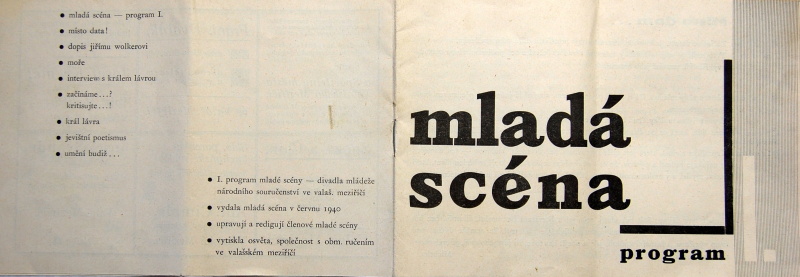 • mladá scéna — program I.
• místo data!
• dopis jiřímu wolkerovi
• moře
• interview s králem lávrou
• začínáme...?
kritisujte...!
• král lávra
• jevištní poetismus
• umění budiž...
• I. program mladé scény — divadla mládeže
národního souručenství ve valaš. meziříčí
• vydala mladá scéna v červnu 1940
• upravují a redigují členové mladé scény
• vytiskla osvěta, společnost s obm. ručením
ve valašském meziříčí
mladá
scéna
program
1.